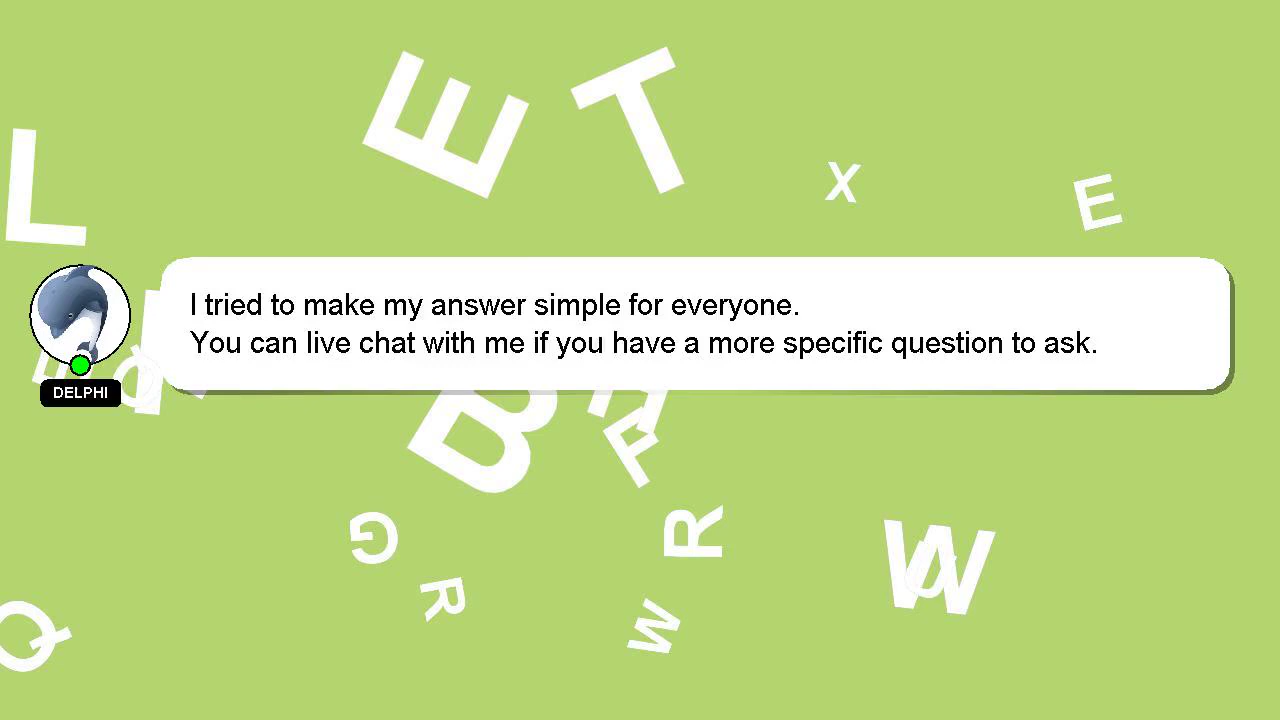 E T
L
X
E
I tried to make my answer simple for everyone.
You can live chat with me if you have a more specific question to ask.
DELPHI
B
F
G
R
R
W
W
Q